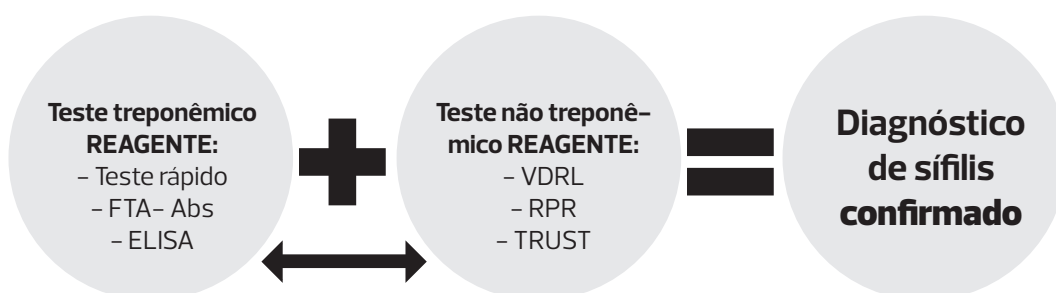 Teste treponêmico
REAGENTE:
- Teste rápido
- FTA- Abs
- ELISA
Teste não treponê-
mico REAGENTE:
- VDRL
- RPR
- TRUST
Diagnóstico
de sífilis
confirmado